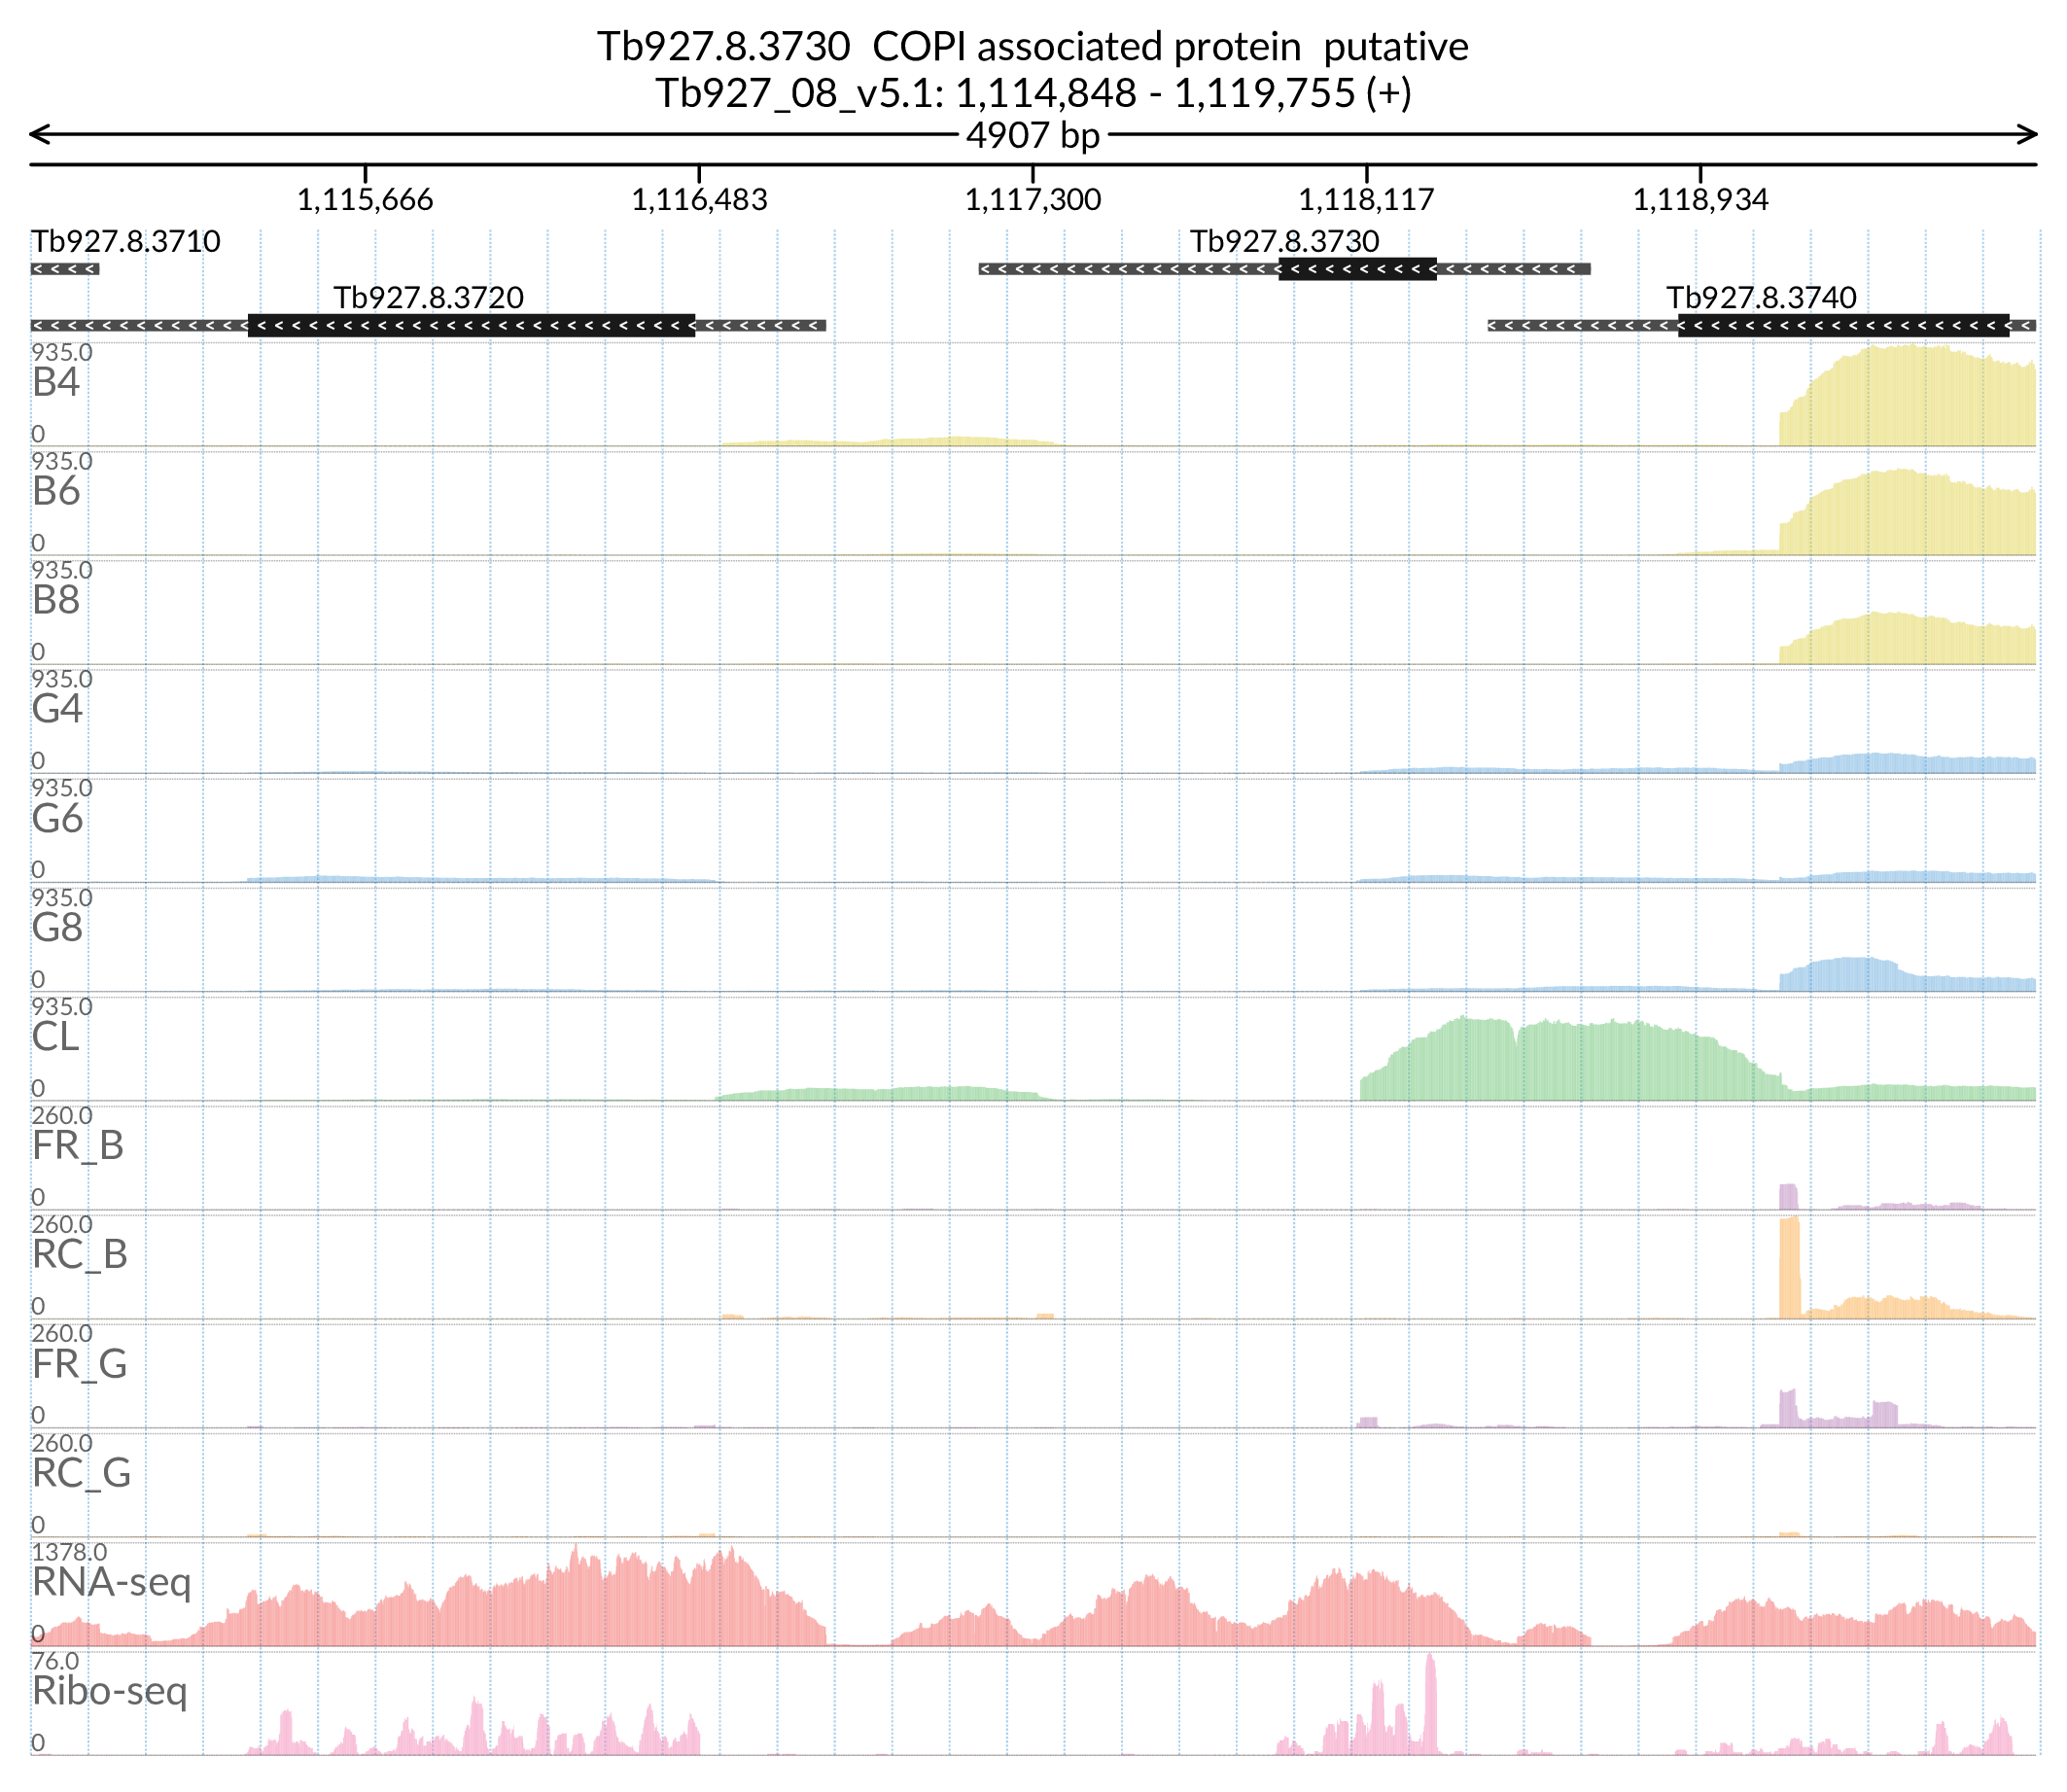 Tb927.8.3730  COPI associated protein  putative
Tb927_08_v5.1: 1,114,848 - 1,119,755 (+)
4907 bp
1,115,666 1,116,483 1,117,300 1,118,117 1,118,934
Tb927.8.3710 Tb927.8.3730
Tb927.8.3720 Tb927.8.3740
935.0
B4
0
935.0
B6
0
935.0
B8
0
935.0
G4
0
935.0
G6
0
935.0
G8
0
935.0
CL
0
260.0
FR_B
0
260.0
RC_B
0
260.0
FR_G
0
260.0
RC_G
0
1378.0
RNA-seq
0
76.0
Ribo-seq
0